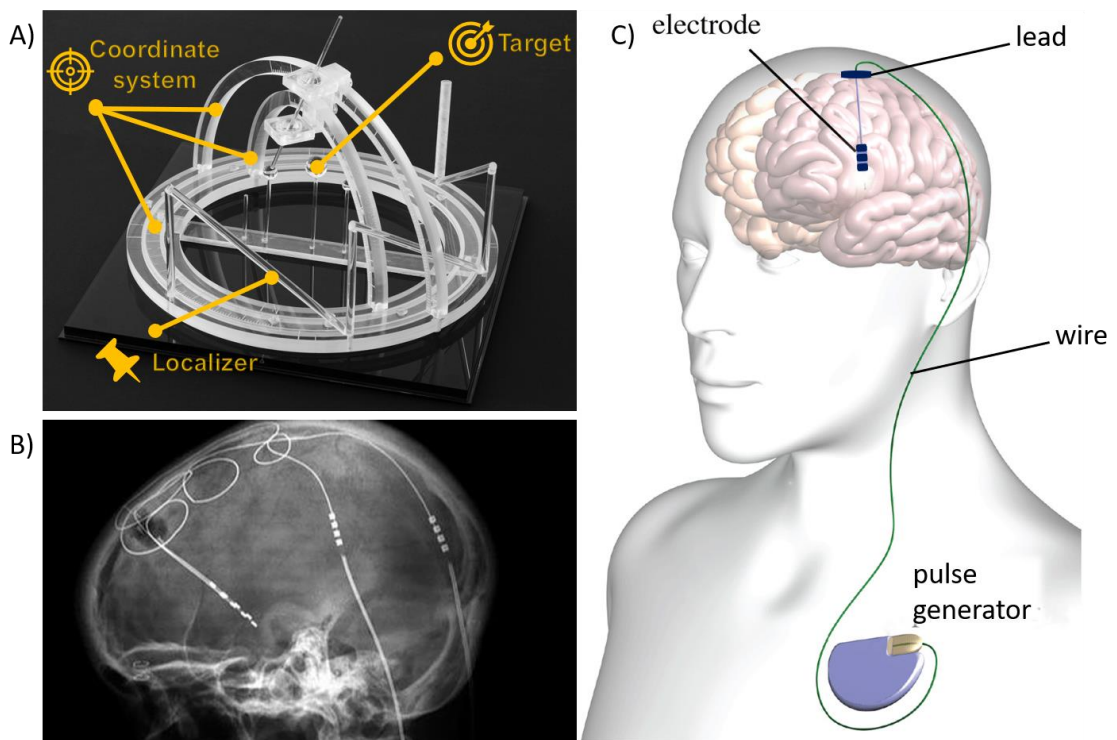 A)
Coordinate
system
Target
Localizer
B)
C)
electrode
lead
wire
pulse
generator